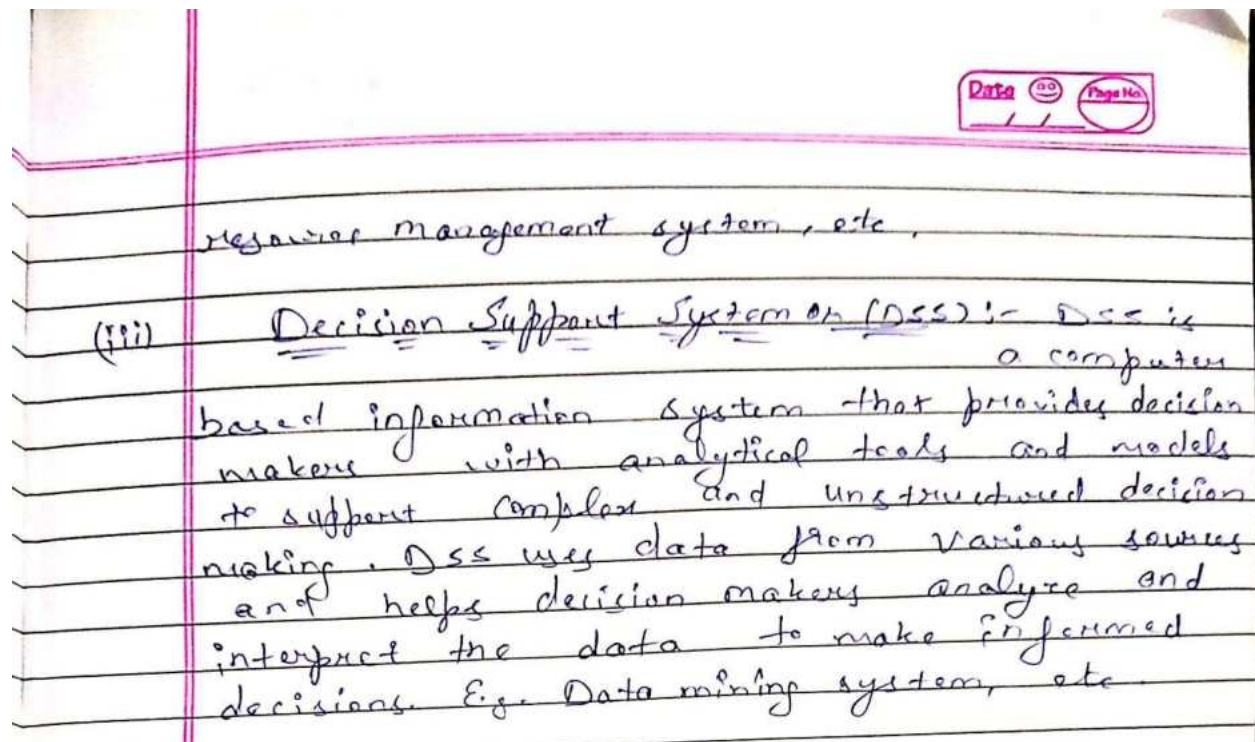 Date
Page No
resources management system, etc.
(iii) Decision Support System or (DSS) :- DSS is
a computer
based information system that provides decision
makers with analytical tools and models
to support complex and unstructured decision
making. DSS uses data from various sources
and helps decision makers analyze and
interpret the data to make informed
decisions. E.g. Data mining system, etc.